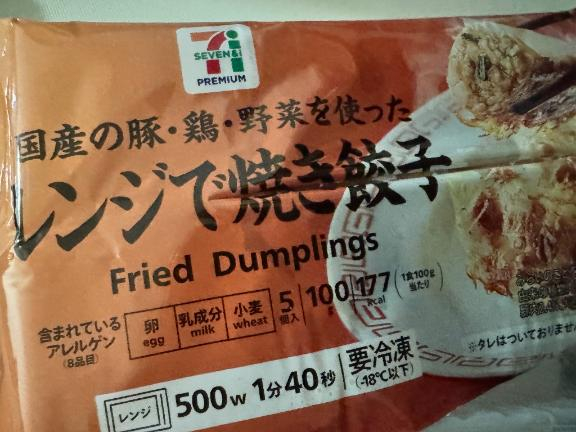 SEVEN&i
PREMIUM
国産の豚・鶏・野菜を使った
レンジで焼き餃子
Fried Dumplings
含まれている
アレルゲン
(8品目)
卵
egg
乳成分
milk
小麦
wheat
5
個入
100
177
kcal
(1食100g
当たり)
※タレはついておりません
レンジ 500W 1分40秒
要冷凍
(-18℃以下)